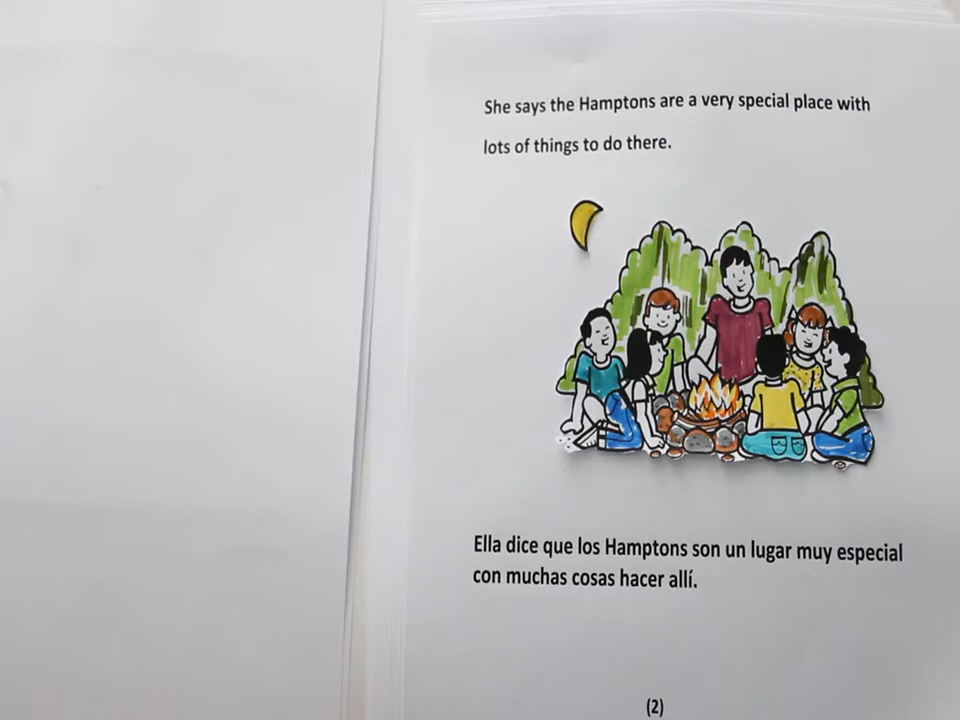 She says the Hamptons are a very special place with
lots of things to do there.
Ella dice que los Hamptons son un lugar muy especial
con muchas cosas hacer allí.
(2)